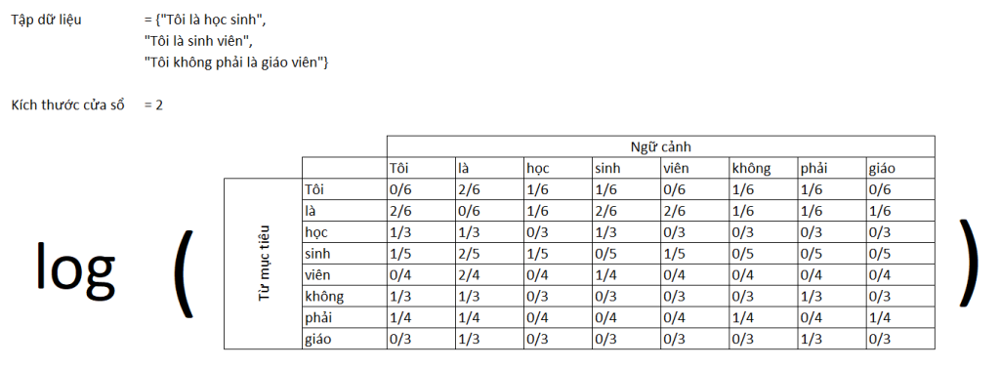 Tập dữ liệu = {"Tôi là học sinh",
"Tôi là sinh viên",
"Tôi không phải là giáo viên"}
Kích thước cửa sổ = 2
Ngữ cảnh
Tôi là học sinh viên không phải giáo
Tôi 0/6 2/6 1/6 1/6 0/6 1/6 1/6 0/6
là 2/6 0/6 1/6 2/6 2/6 1/6 1/6 1/6
học 1/3 1/3 0/3 1/3 0/3 0/3 0/3 0/3
sinh 1/5 2/5 1/5 0/5 1/5 0/5 0/5 0/5
viên 0/4 2/4 0/4 1/4 0/4 0/4 0/4 0/4
không 1/3 1/3 0/3 0/3 0/3 0/3 1/3 0/3
phải 1/4 1/4 0/4 0/4 0/4 1/4 0/4 1/4
giáo 0/3 1/3 0/3 0/3 0/3 0/3 1/3 0/3
Từ mục tiêu
log ( )